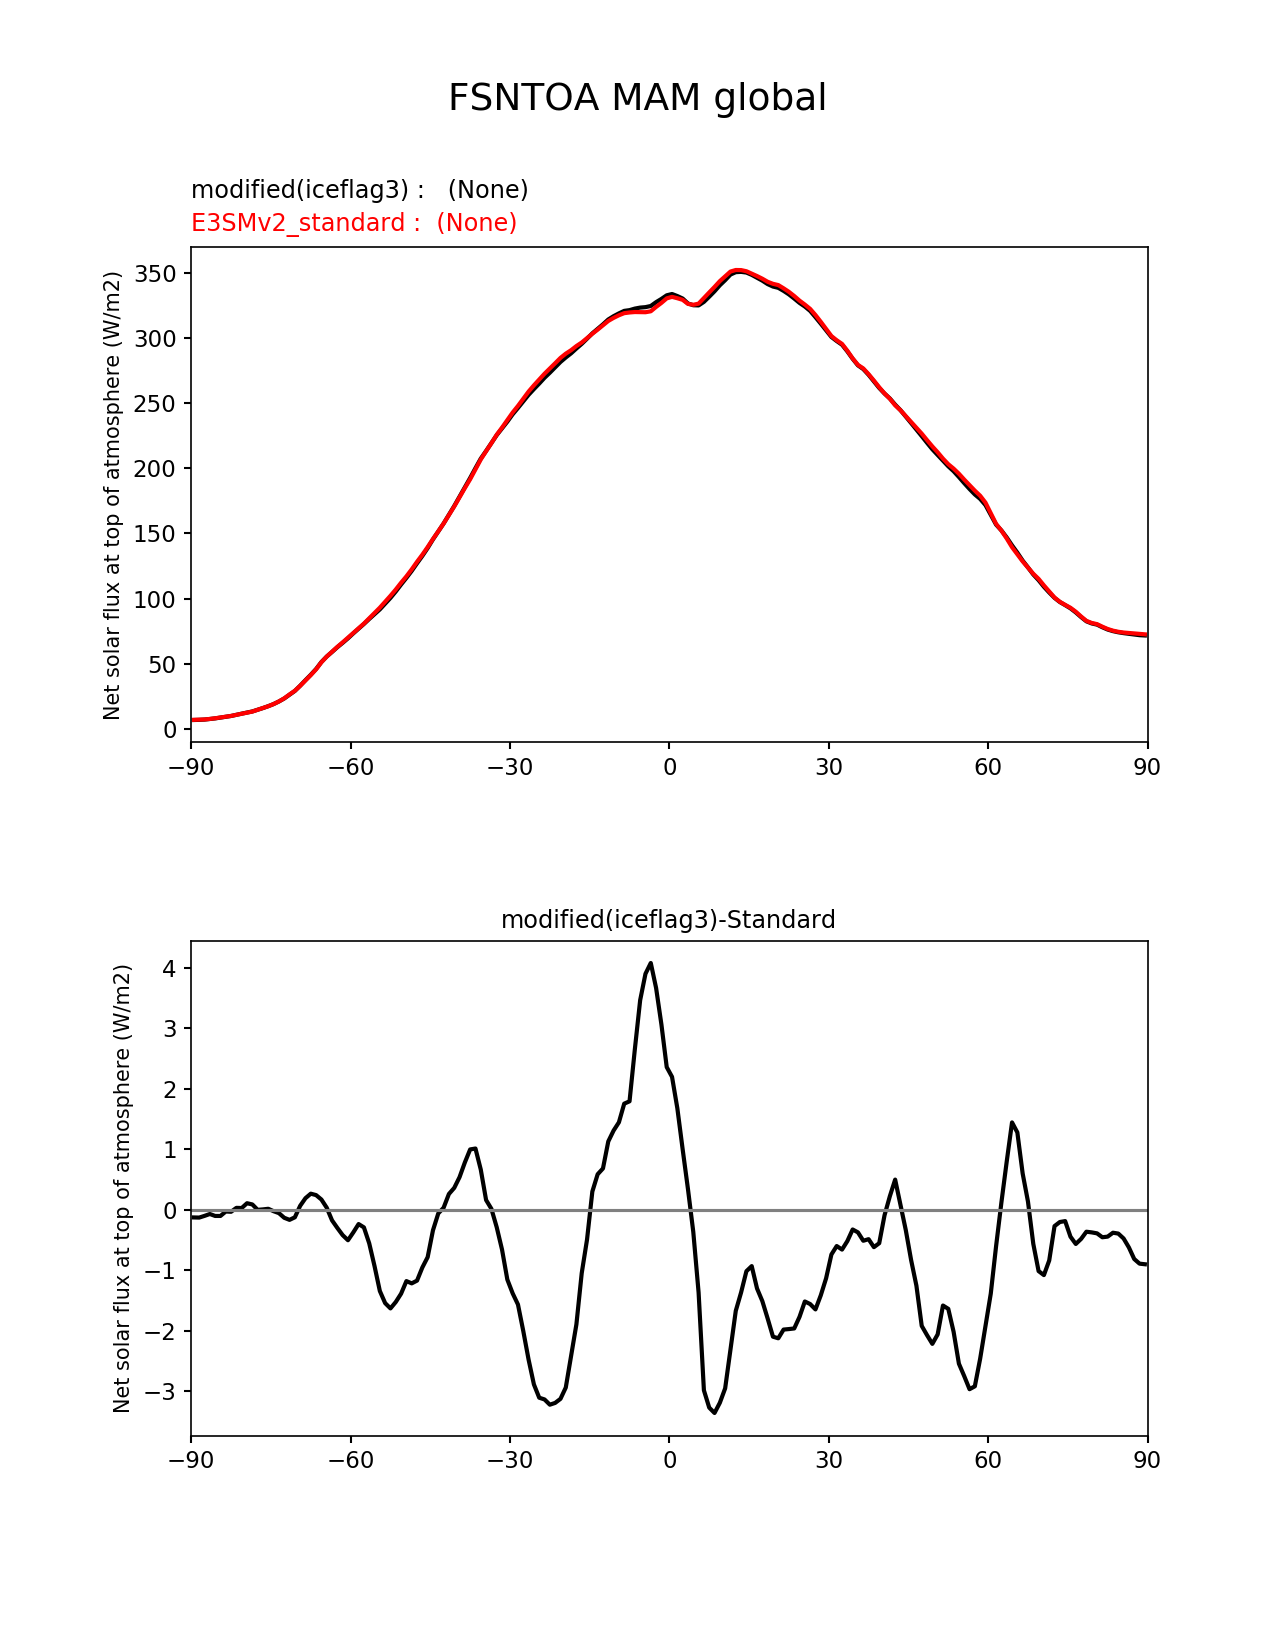 FSNTOA MAM global
modified(iceflag3) :   (None)
E3SMv2_standard :  (None)
Net solar flux at top of atmosphere (W/m2)
350
300
250
200
150
100
50
0
−90 −60 −30 0 30 60 90
modified(iceflag3)-Standard
Net solar flux at top of atmosphere (W/m2)
4
3
2
1
0
−1
−2
−3
−90 −60 −30 0 30 60 90